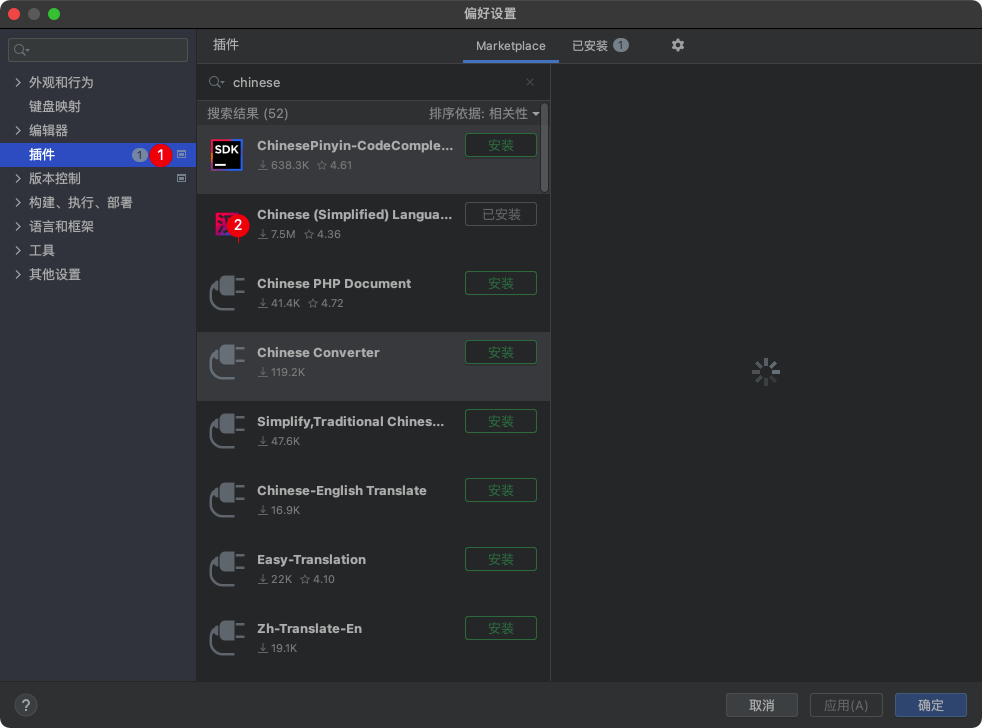 偏好设置
外观和行为
键盘映射
编辑器
插件 1 1
版本控制
构建、执行、部署
语言和框架
工具
其他设置
插件 Marketplace 已安装 1
chinese
搜索结果 (52) 排序依据: 相关性
SDK ChinesePinyin-CodeComple... 安装
638.3K 4.61
Chinese (Simplified) Langua... 已安装
2 7.5M 4.36
Chinese PHP Document 安装
41.4K 4.72
Chinese Converter 安装
119.2K
Simplify,Traditional Chines... 安装
47.6K
Chinese-English Translate 安装
16.9K
Easy-Translation 安装
22K 4.10
Zh-Translate-En 安装
19.1K
? 取消 应用(A) 确定